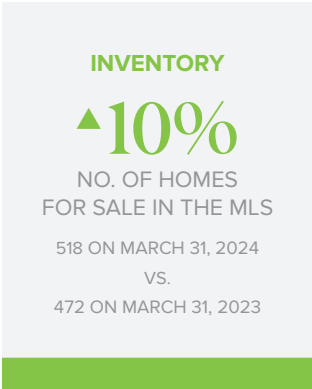 INVENTORY
▲10%
NO. OF HOMES
FOR SALE IN THE MLS
518 ON MARCH 31, 2024
VS.
472 ON MARCH 31, 2023